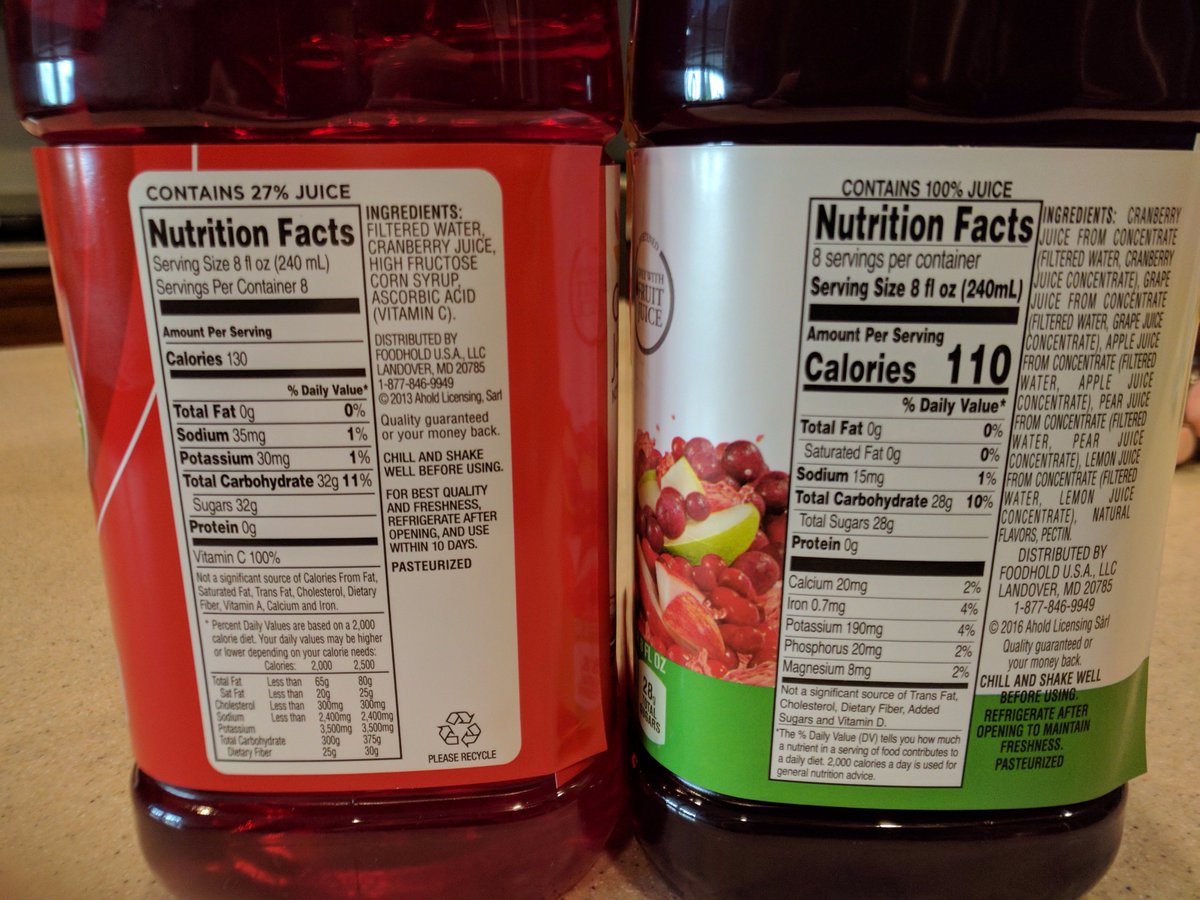 CONTAINS 27% JUICE
Nutrition Facts
Serving Size 8 fl oz (240 mL)
Servings Per Container 8
Amount Per Serving
Calories 130
% Daily Value*
Total Fat 0g 0%
Sodium 35mg 1%
Potassium 30mg 1%
Total Carbohydrate 32g 11%
Sugars 32g
Protein 0g
Vitamin C 100%
Not a significant source of Calories From Fat,
Saturated Fat, Trans Fat, Cholesterol, Dietary
Fiber, Vitamin A, Calcium and Iron.
* Percent Daily Values are based on a 2,000
calorie diet. Your daily values may be higher
or lower depending on your calorie needs:
Calories: 2,000 2,500
Total Fat Less than 65g 80g
Sat Fat Less than 20g 25g
Cholesterol Less than 300mg 300mg
Sodium Less than 2,400mg 2,400mg
Potassium 3,500mg 3,500mg
Total Carbohydrate 300g 375g
Dietary Fiber 25g 30g
INGREDIENTS:
FILTERED WATER,
CRANBERRY JUICE,
HIGH FRUCTOSE
CORN SYRUP,
ASCORBIC ACID
(VITAMIN C).
DISTRIBUTED BY
FOODHOLD U.S.A., LLC
LANDOVER, MD 20785
1-877-846-9949
© 2013 Ahold Licensing, Sarl
Quality guaranteed
or your money back.
CHILL AND SHAKE
WELL BEFORE USING.
FOR BEST QUALITY
AND FRESHNESS,
REFRIGERATE AFTER
OPENING, AND USE
WITHIN 10 DAYS.
PASTEURIZED
PLEASE RECYCLE
WITH
FRUIT
JUICE
FL OZ
28g
CONTAINS 100% JUICE
Nutrition Facts
8 servings per container
Serving Size 8 fl oz (240mL)
Amount Per Serving
Calories 110
% Daily Value*
Total Fat 0g 0%
Saturated Fat 0g 0%
Sodium 15mg 1%
Total Carbohydrate 28g 10%
Total Sugars 28g
Protein 0g
Calcium 20mg 2%
Iron 0.7mg 4%
Potassium 190mg 4%
Phosphorus 20mg 2%
Magnesium 8mg 2%
Not a significant source of Trans Fat,
Cholesterol, Dietary Fiber, Added
Sugars and Vitamin D.
*The % Daily Value (DV) tells you how much
a nutrient in a serving of food contributes to
a daily diet. 2,000 calories a day is used for
general nutrition advice.
INGREDIENTS: CRANBERRY
JUICE FROM CONCENTRATE
(FILTERED WATER, CRANBERRY
JUICE CONCENTRATE), GRAPE
JUICE FROM CONCENTRATE
(FILTERED WATER, GRAPE JUICE
CONCENTRATE), APPLE JUICE
FROM CONCENTRATE (FILTERED
WATER, APPLE JUICE
CONCENTRATE), PEAR JUICE
FROM CONCENTRATE (FILTERED
WATER, PEAR JUICE
CONCENTRATE), LEMON JUICE
FROM CONCENTRATE (FILTERED
WATER, LEMON JUICE
CONCENTRATE), NATURAL
FLAVORS, PECTIN.
DISTRIBUTED BY
FOODHOLD U.S.A., LLC
LANDOVER, MD 20785
1-877-846-9949
© 2016 Ahold Licensing Sàrl
Quality guaranteed or
your money back.
CHILL AND SHAKE WELL
BEFORE USING.
REFRIGERATE AFTER
OPENING TO MAINTAIN
FRESHNESS.
PASTEURIZED